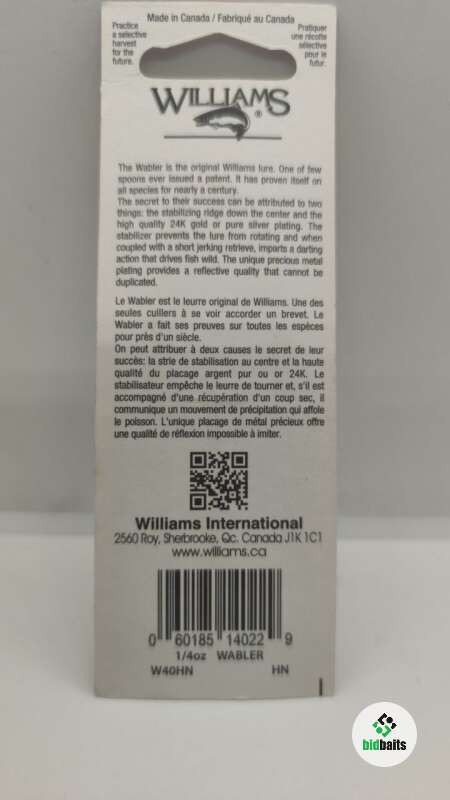 Made in Canada / Fabriqué au Canada
Practice
a selective
harvest
for the
future.
Pratiquer
une récolte
sélective
pour le
futur.
WILLIAMS®
The Wabler is the original Williams lure. One of few
spoons ever issued a patent. It has proven itself on
all species for nearly a century.
The secret to their success can be attributed to two
things: the stabilizing ridge down the center and the
high quality 24K gold or pure silver plating. The
stabilizer prevents the lure from rotating and when
coupled with a short jerking retrieve, imparts a darting
action that drives fish wild. The unique precious metal
plating provides a reflective quality that cannot be
duplicated.
Le Wabler est le leurre original de Williams. Une des
seules cuillers à se voir accorder un brevet. Le
Wabler a fait ses preuves sur toutes les espèces
pour près d'un siècle.
On peut attribuer à deux causes le secret de leur
succès: la strie de stabilisation au centre et la haute
qualité du placage argent pur ou or 24K. Le
stabilisateur empêche le leurre de tourner et, s'il est
accompagné d'une récupération d'un coup sec, il
communique un mouvement de précipitation qui affole
le poisson. L'unique placage de métal précieux offre
une qualité de réflexion impossible à imiter.
Williams International
2560 Roy, Sherbrooke, Qc. Canada J1K 1C1
www.williams.ca
0 60185 14022 9
1/4oz WABLER
W40HN HN
bidbaits